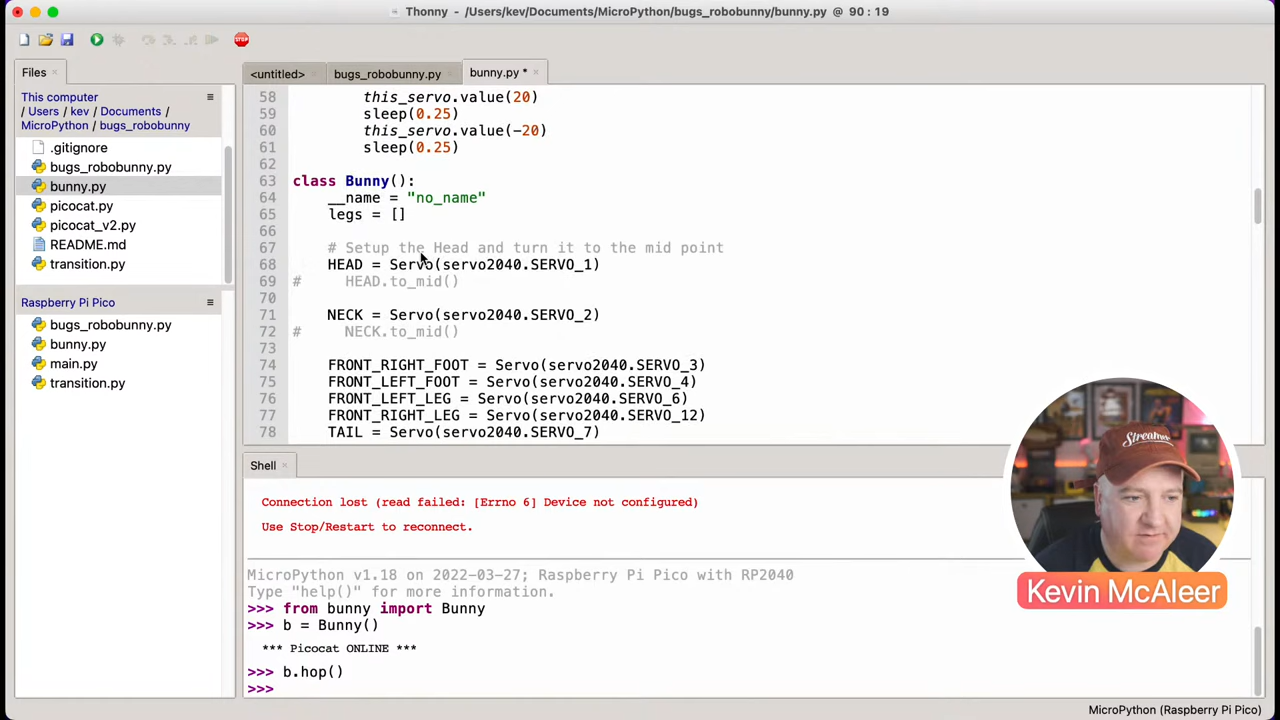 Thonny - /Users/kev/Documents/MicroPython/bugs_robobunny/bunny.py @ 90 : 19
STOP
Files
This computer
/ Users / kev / Documents /
MicroPython / bugs_robobunny
.gitignore
bugs_robobunny.py
bunny.py
picocat.py
picocat_v2.py
README.md
transition.py
Raspberry Pi Pico
bugs_robobunny.py
bunny.py
main.py
transition.py
<untitled>
bugs_robobunny.py
bunny.py *
58 this_servo.value(20)
59 sleep(0.25)
60 this_servo.value(-20)
61 sleep(0.25)
62
63 class Bunny():
64 __name = "no_name"
65 legs = []
66
67 # Setup the Head and turn it to the mid point
68 HEAD = Servo(servo2040.SERVO_1)
69 # HEAD.to_mid()
70
71 NECK = Servo(servo2040.SERVO_2)
72 # NECK.to_mid()
73
74 FRONT_RIGHT_FOOT = Servo(servo2040.SERVO_3)
75 FRONT_LEFT_FOOT = Servo(servo2040.SERVO_4)
76 FRONT_LEFT_LEG = Servo(servo2040.SERVO_6)
77 FRONT_RIGHT_LEG = Servo(servo2040.SERVO_12)
78 TAIL = Servo(servo2040.SERVO_7)
Shell
Connection lost (read failed: [Errno 6] Device not configured)
Use Stop/Restart to reconnect.
MicroPython v1.18 on 2022-03-27; Raspberry Pi Pico with RP2040
Type "help()" for more information.
>>> from bunny import Bunny
>>> b = Bunny()
*** Picocat ONLINE ***
>>> b.hop()
>>>
Kevin McAleer
MicroPython (Raspberry Pi Pico)